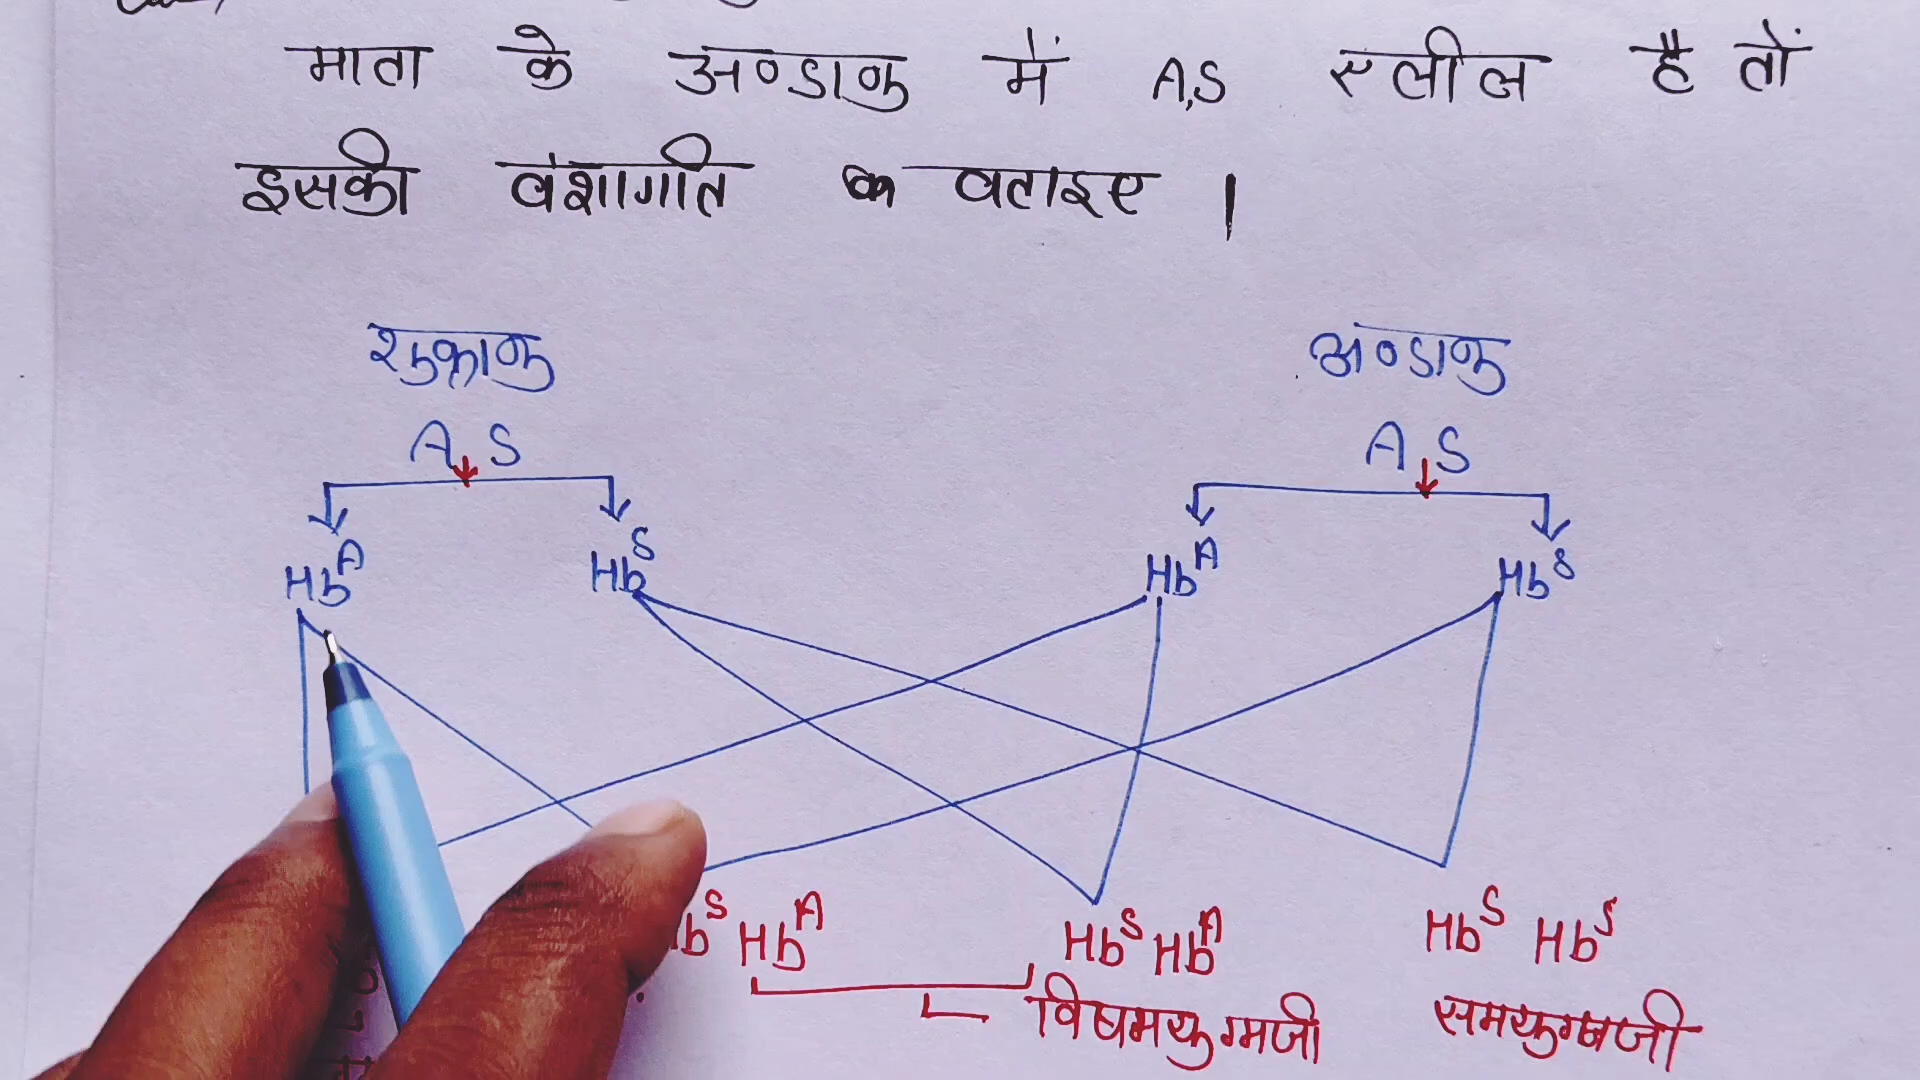 माता के अण्डाणु में A,S एलील है तो
इसकी वंशागति क बताइए ।
शुक्राणु अण्डाणु
A, S A, S
Hb^A Hb^S Hb^A Hb^S
Hb^S Hb^A Hb^S Hb^A Hb^S Hb^S
विषमयुग्मजी समयुग्मजी